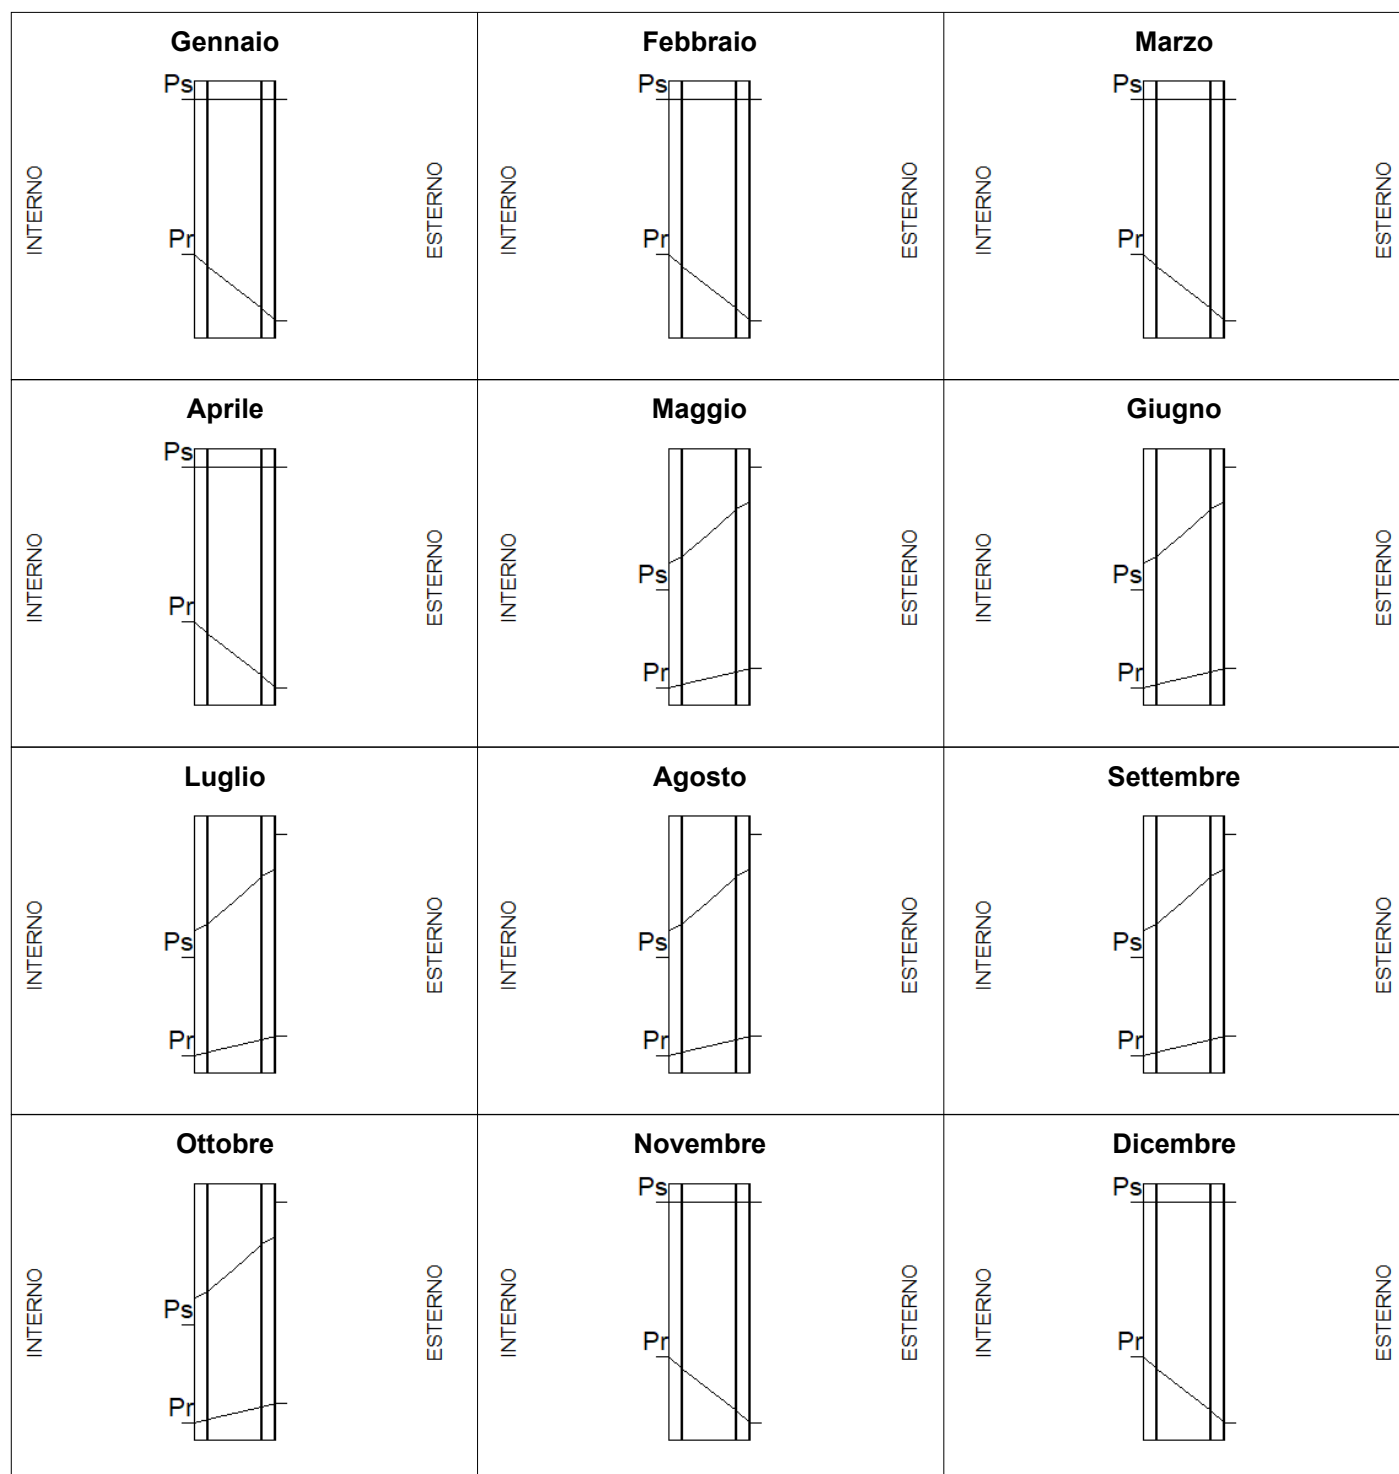 Gennaio
Ps
INTERNO
ESTERNO
Pr
Febbraio
Ps
INTERNO
ESTERNO
Pr
Marzo
Ps
INTERNO
ESTERNO
Pr
Aprile
Ps
INTERNO
ESTERNO
Pr
Maggio
INTERNO
ESTERNO
Ps
Pr
Giugno
INTERNO
ESTERNO
Ps
Pr
Luglio
INTERNO
ESTERNO
Ps
Pr
Agosto
INTERNO
ESTERNO
Ps
Pr
Settembre
INTERNO
ESTERNO
Ps
Pr
Ottobre
INTERNO
ESTERNO
Ps
Pr
Novembre
Ps
INTERNO
ESTERNO
Pr
Dicembre
Ps
INTERNO
ESTERNO
Pr